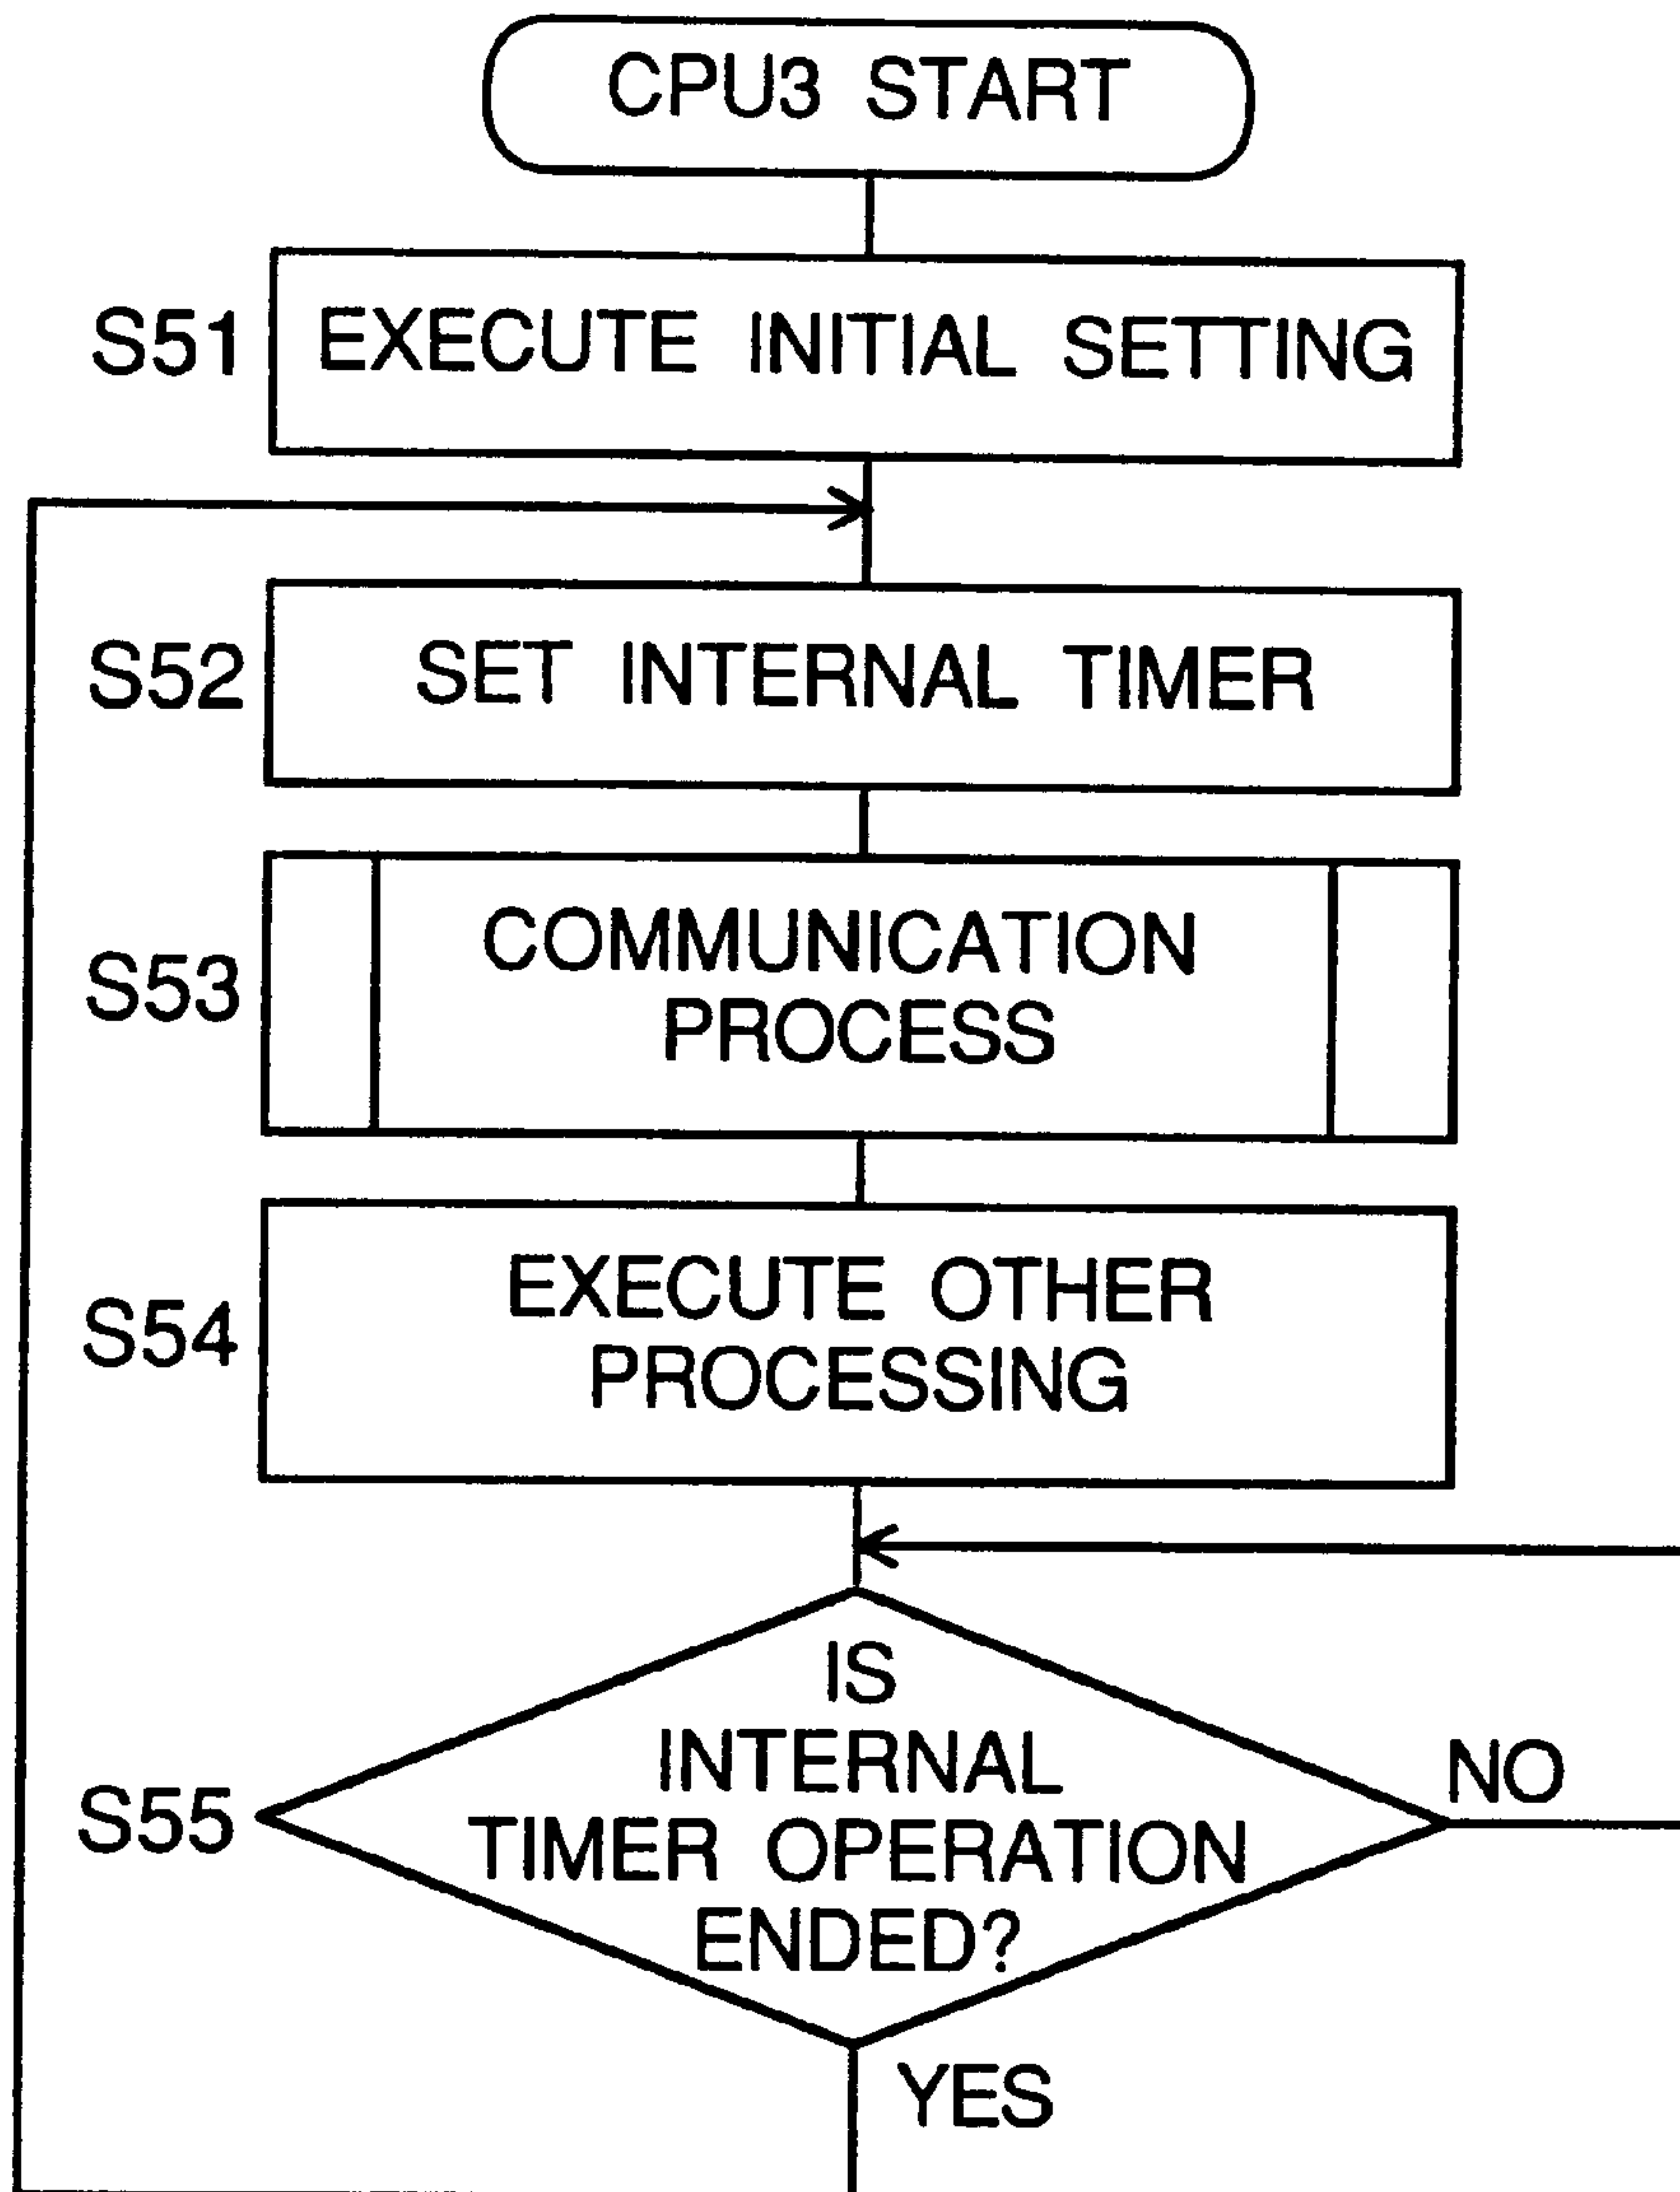 CPU3 START
S51
EXECUTE INITIAL SETTING
S52
SET INTERNAL TIMER
S53
COMMUNICATION
PROCESS
S54
EXECUTE OTHER
PROCESSING
S55
IS
INTERNAL
TIMER OPERATION
ENDED?
NO
YES